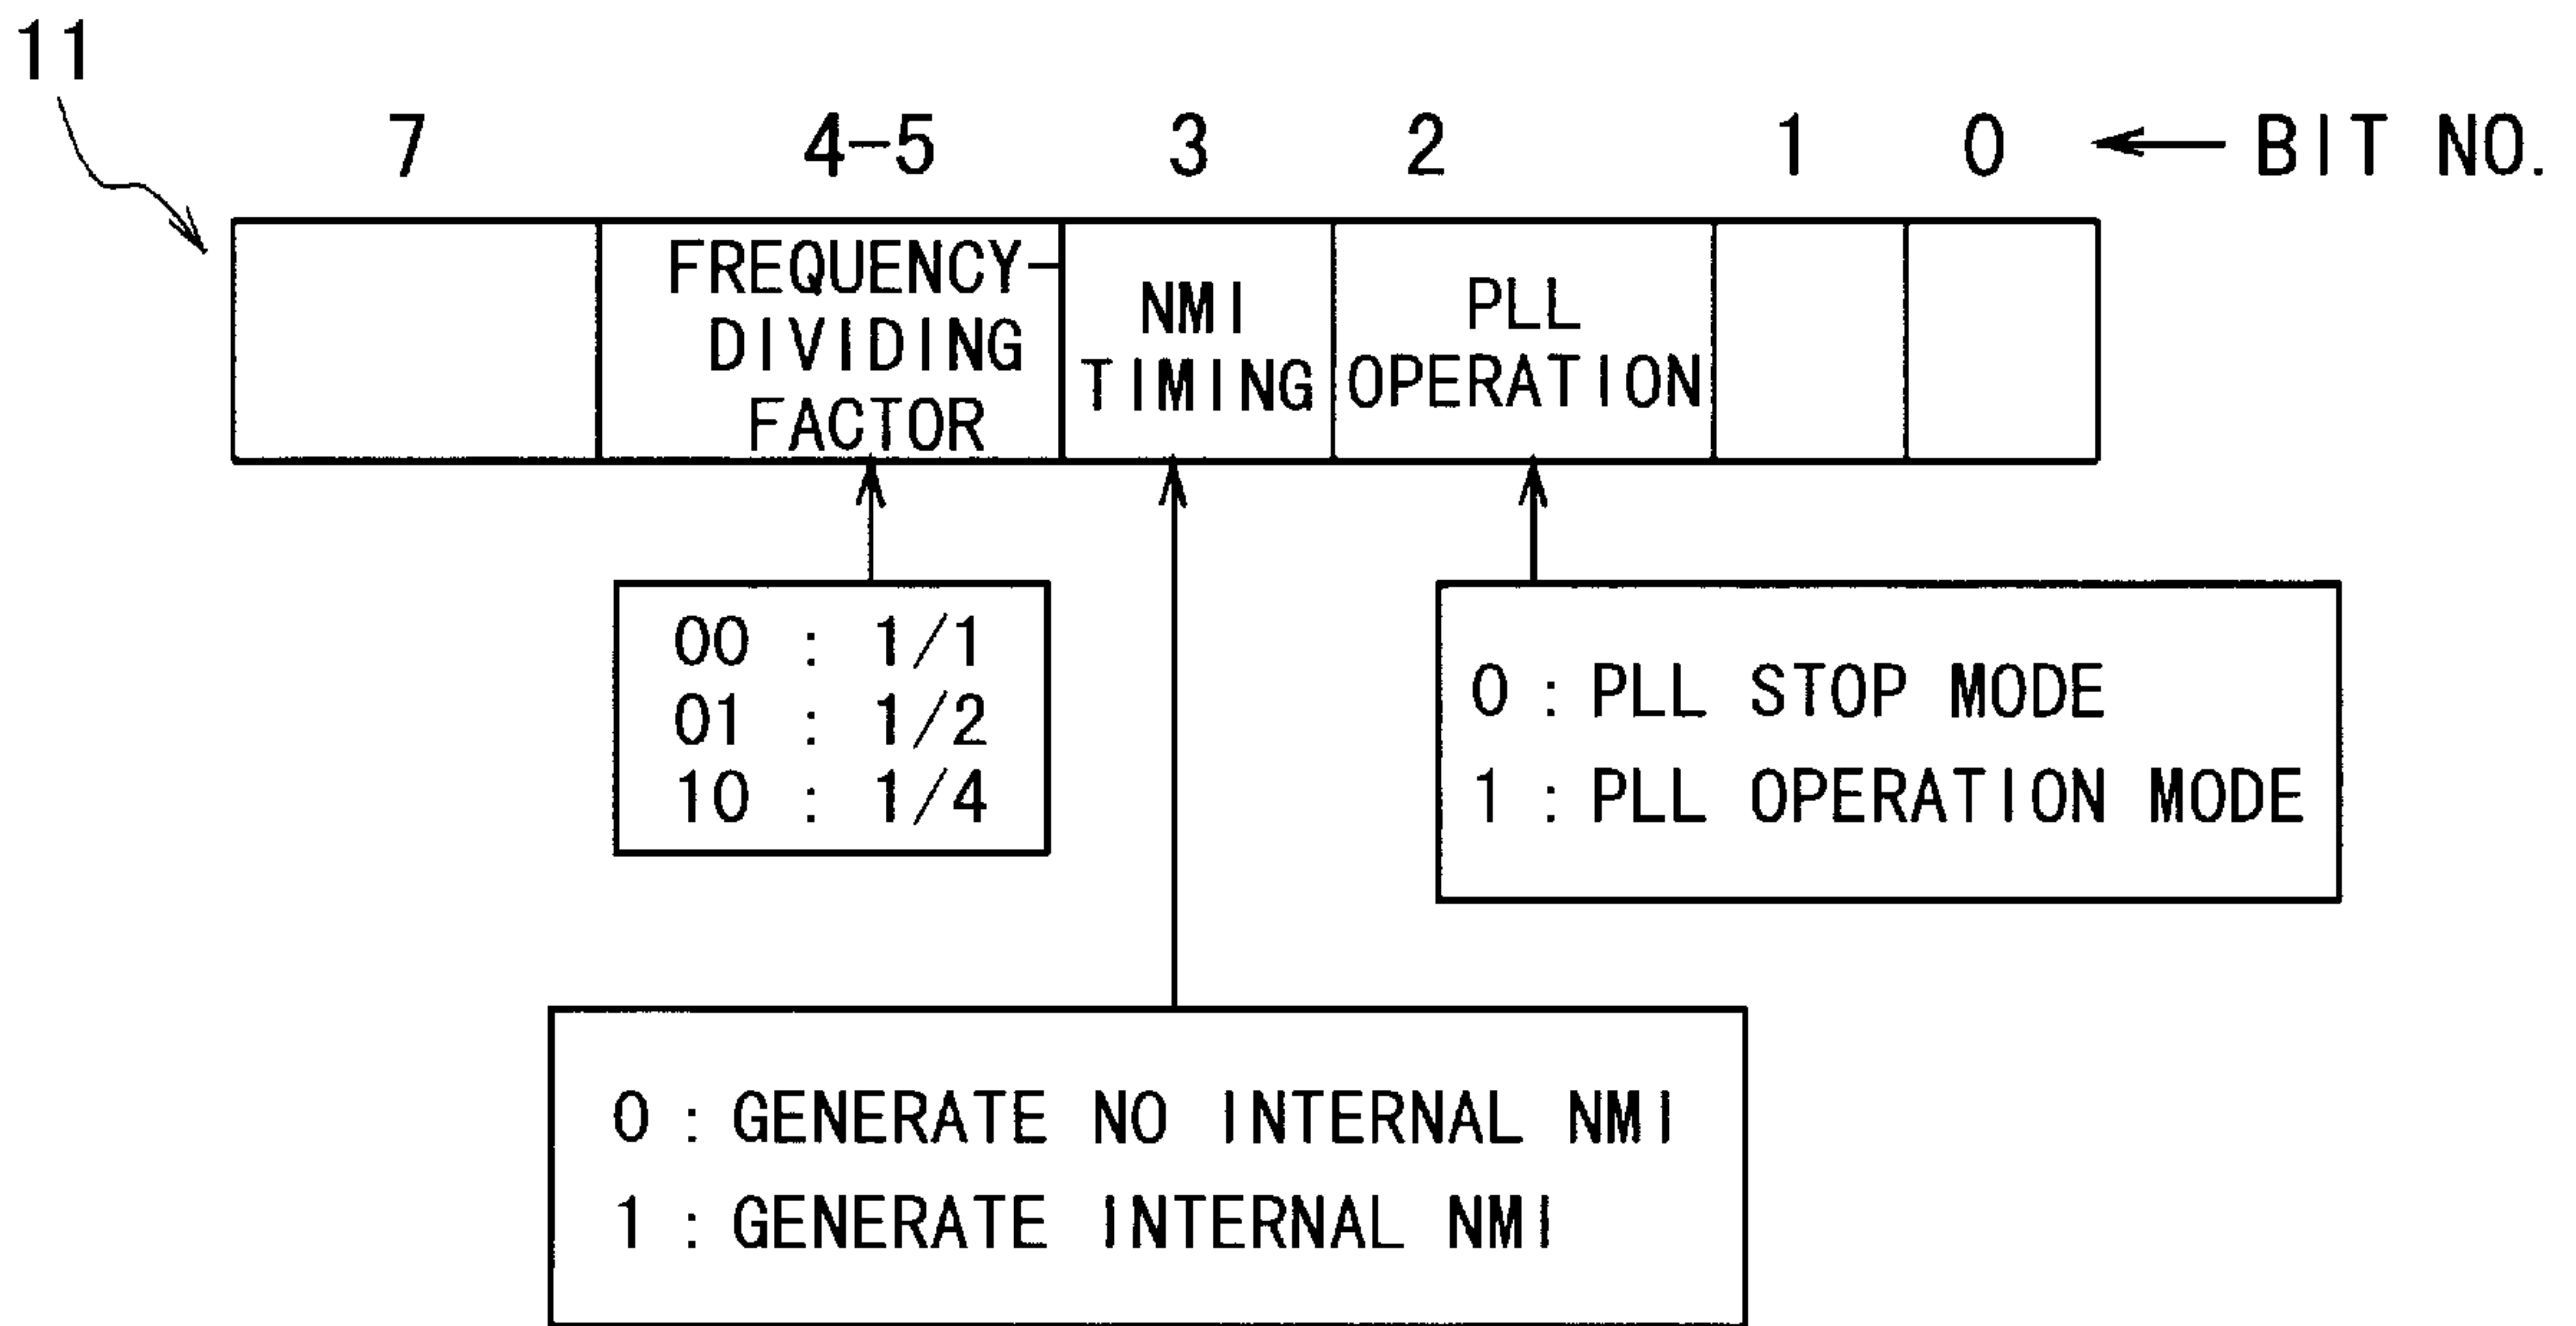 11
7 4-5 3 2 1 0 ← BIT NO.
FREQUENCY-
DIVIDING
FACTOR
NMI
TIMING
PLL
OPERATION
00 : 1/1
01 : 1/2
10 : 1/4
0 : PLL STOP MODE
1 : PLL OPERATION MODE
0 : GENERATE NO INTERNAL NMI
1 : GENERATE INTERNAL NMI